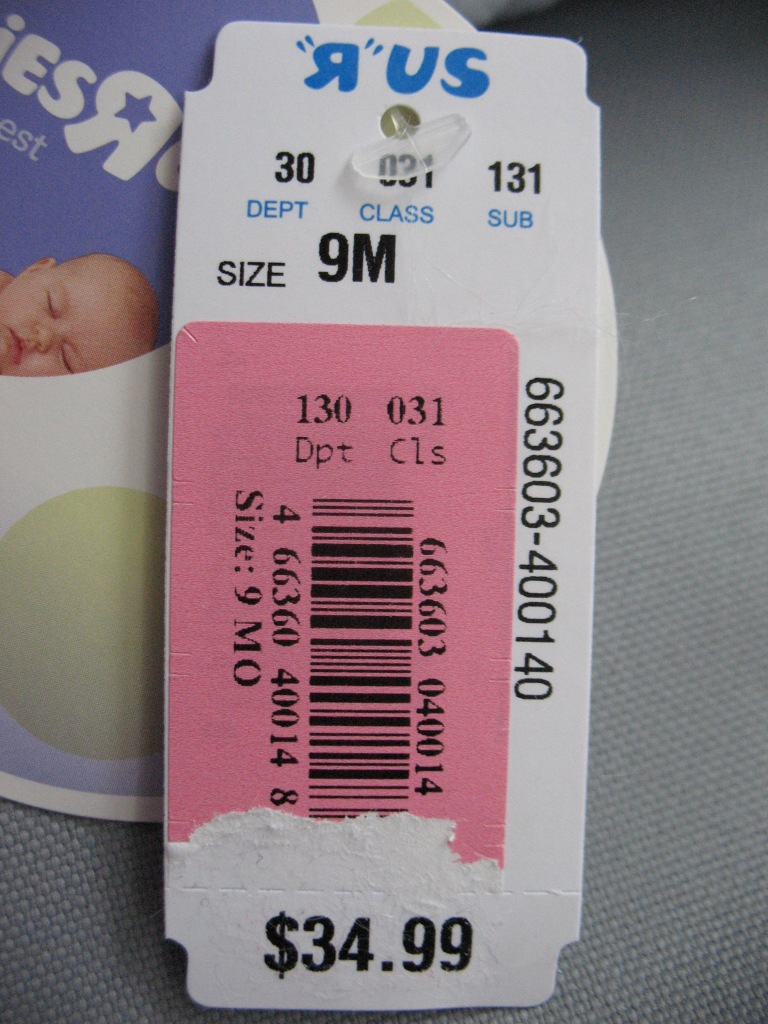 "R"US
30 031 131
DEPT CLASS SUB
SIZE 9M
130 031
Dpt Cls
663603 040014
4 66360 40014 8
Size: 9 MO
663603-400140
$34.99
iESR
est